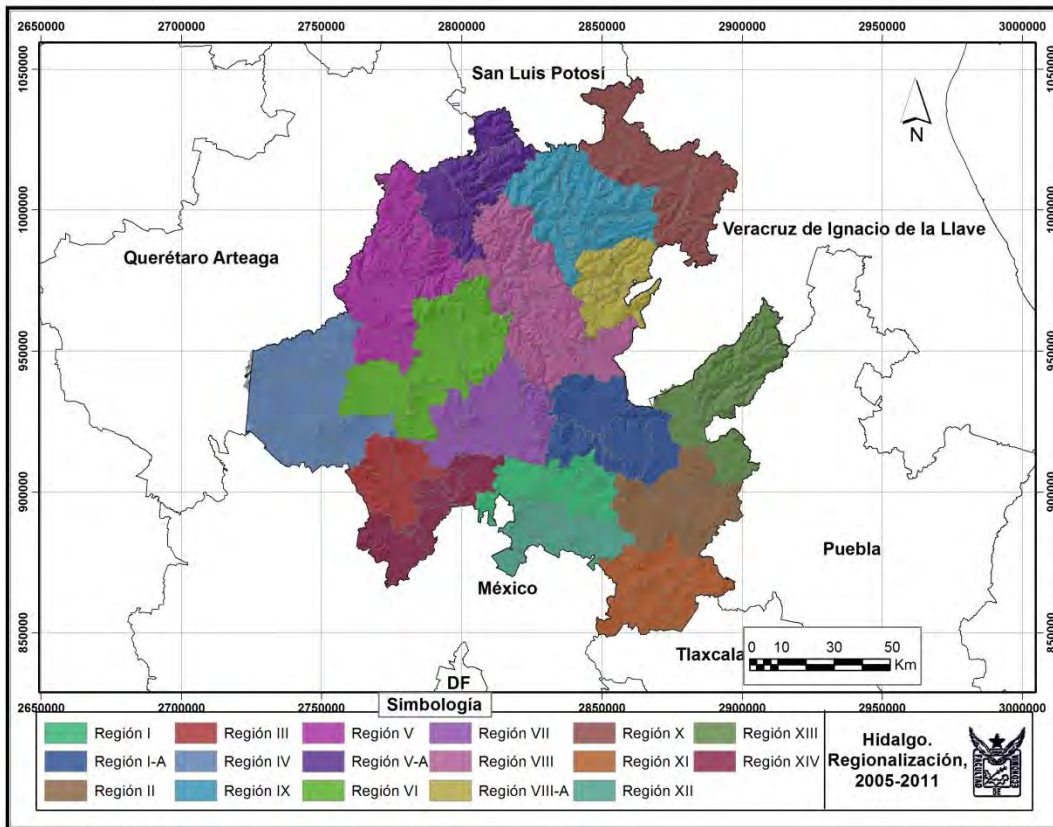 2650000 2700000 2750000 2800000 2850000 2900000 2950000 3000000
1050000 1050000
San Luis Potosí
N
1000000 1000000
Veracruz de Ignacio de la Llave
Querétaro Arteaga
950000 950000
900000 900000
Puebla
México
850000 850000
0 10 30 50
Km
Tlaxcala
DF
2650000 2700000 2750000 2800000 2850000 2900000 2950000 3000000
Simbología
Región I Región III Región V Región VII Región X Región XIII
Región I-A Región IV Región V-A Región VIII Región XI Región XIV
Región II Región IX Región VI Región VIII-A Región XII
Hidalgo.
Regionalización,
2005-2011